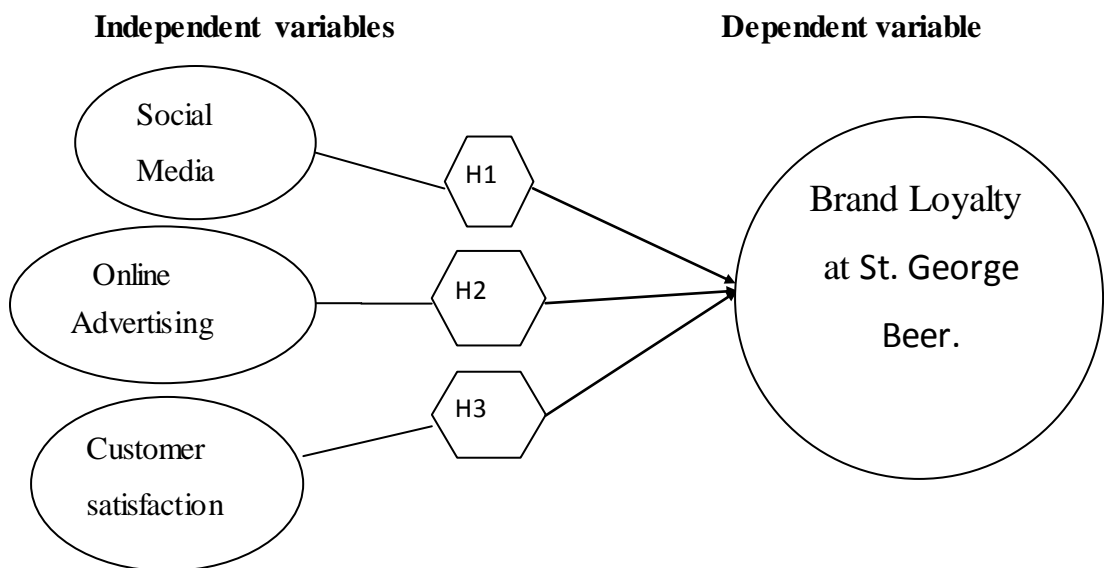 Independent variables
Dependent variable
Social
Media
H1
Online
Advertising
H2
Customer
satisfaction
H3
Brand Loyalty
at St. George
Beer.